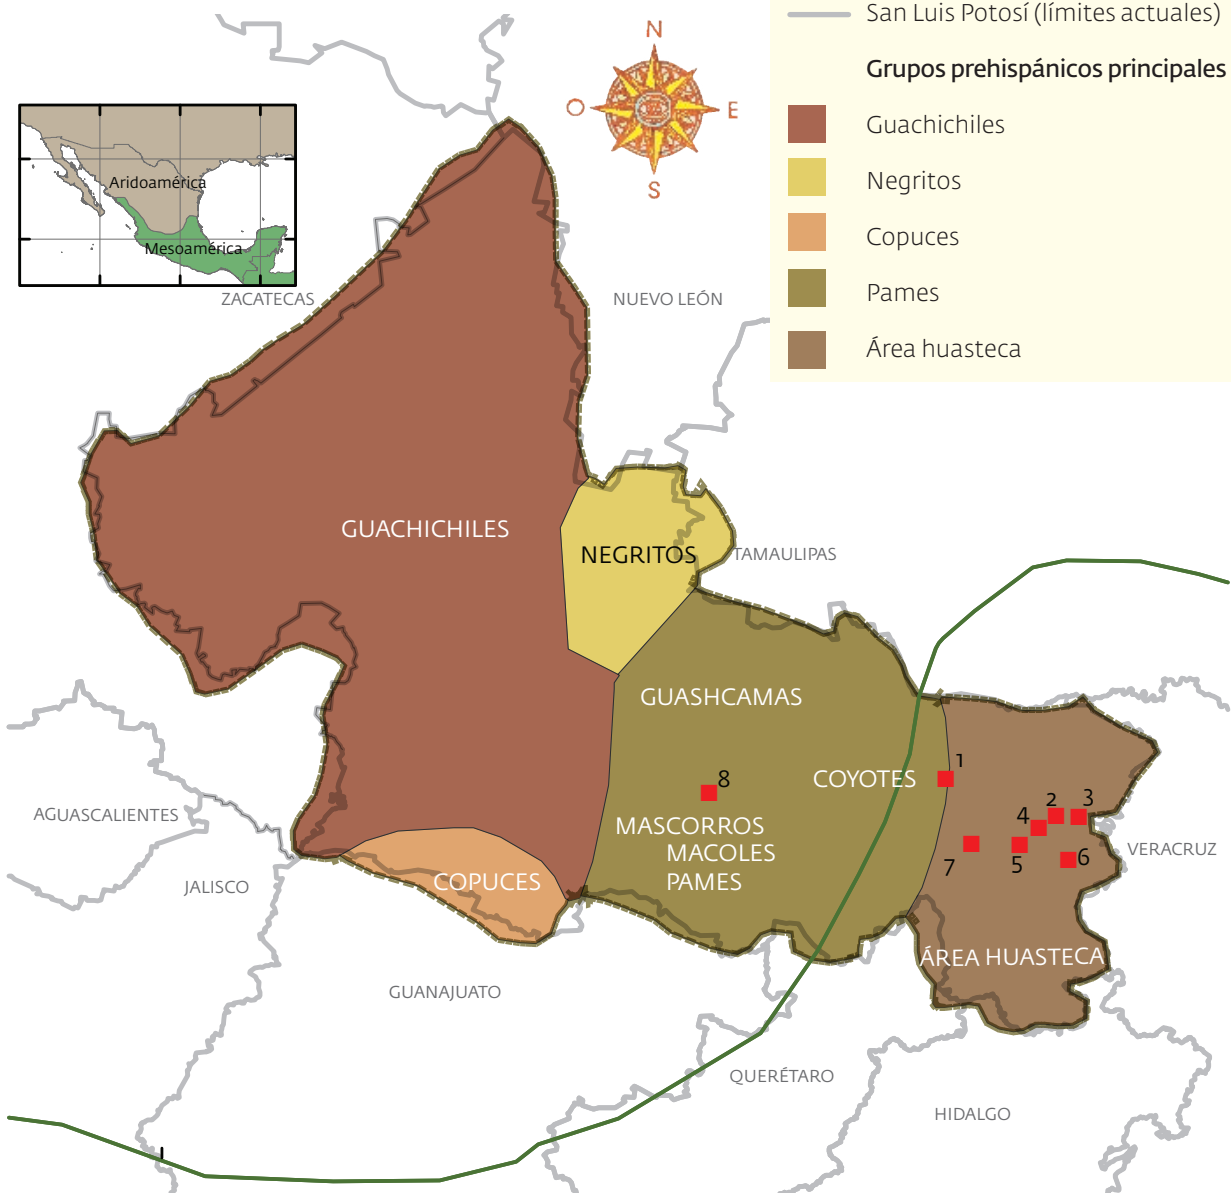 San Luis Potosí (límites actuales)
Grupos prehispánicos principales
Guachichiles
Negritos
Copuces
Pames
Área huasteca
N
O
E
S
Aridoamérica
Mesoamérica
ZACATECAS
NUEVO LEÓN
GUACHICHILES
NEGRITOS
TAMAULIPAS
GUASHCAMAS
COYOTES
1
8
2
3
4
5
6
7
MASCORROS
MACOLES
PAMES
AGUASCALIENTES
VERACRUZ
JALISCO
COPUCES
ÁREA HUASTECA
GUANAJUATO
QUERÉTARO
HIDALGO